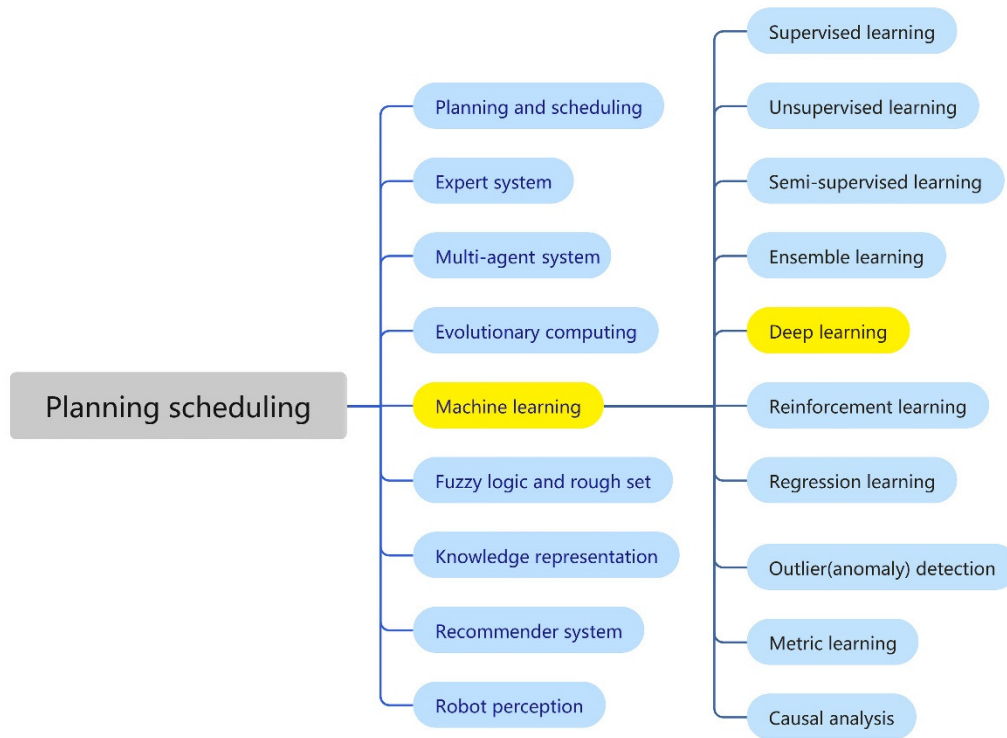 Planning scheduling
Planning and scheduling
Expert system
Multi-agent system
Evolutionary computing
Machine learning
Fuzzy logic and rough set
Knowledge representation
Recommender system
Robot perception
Supervised learning
Unsupervised learning
Semi-supervised learning
Ensemble learning
Deep learning
Reinforcement learning
Regression learning
Outlier(anomaly) detection
Metric learning
Causal analysis